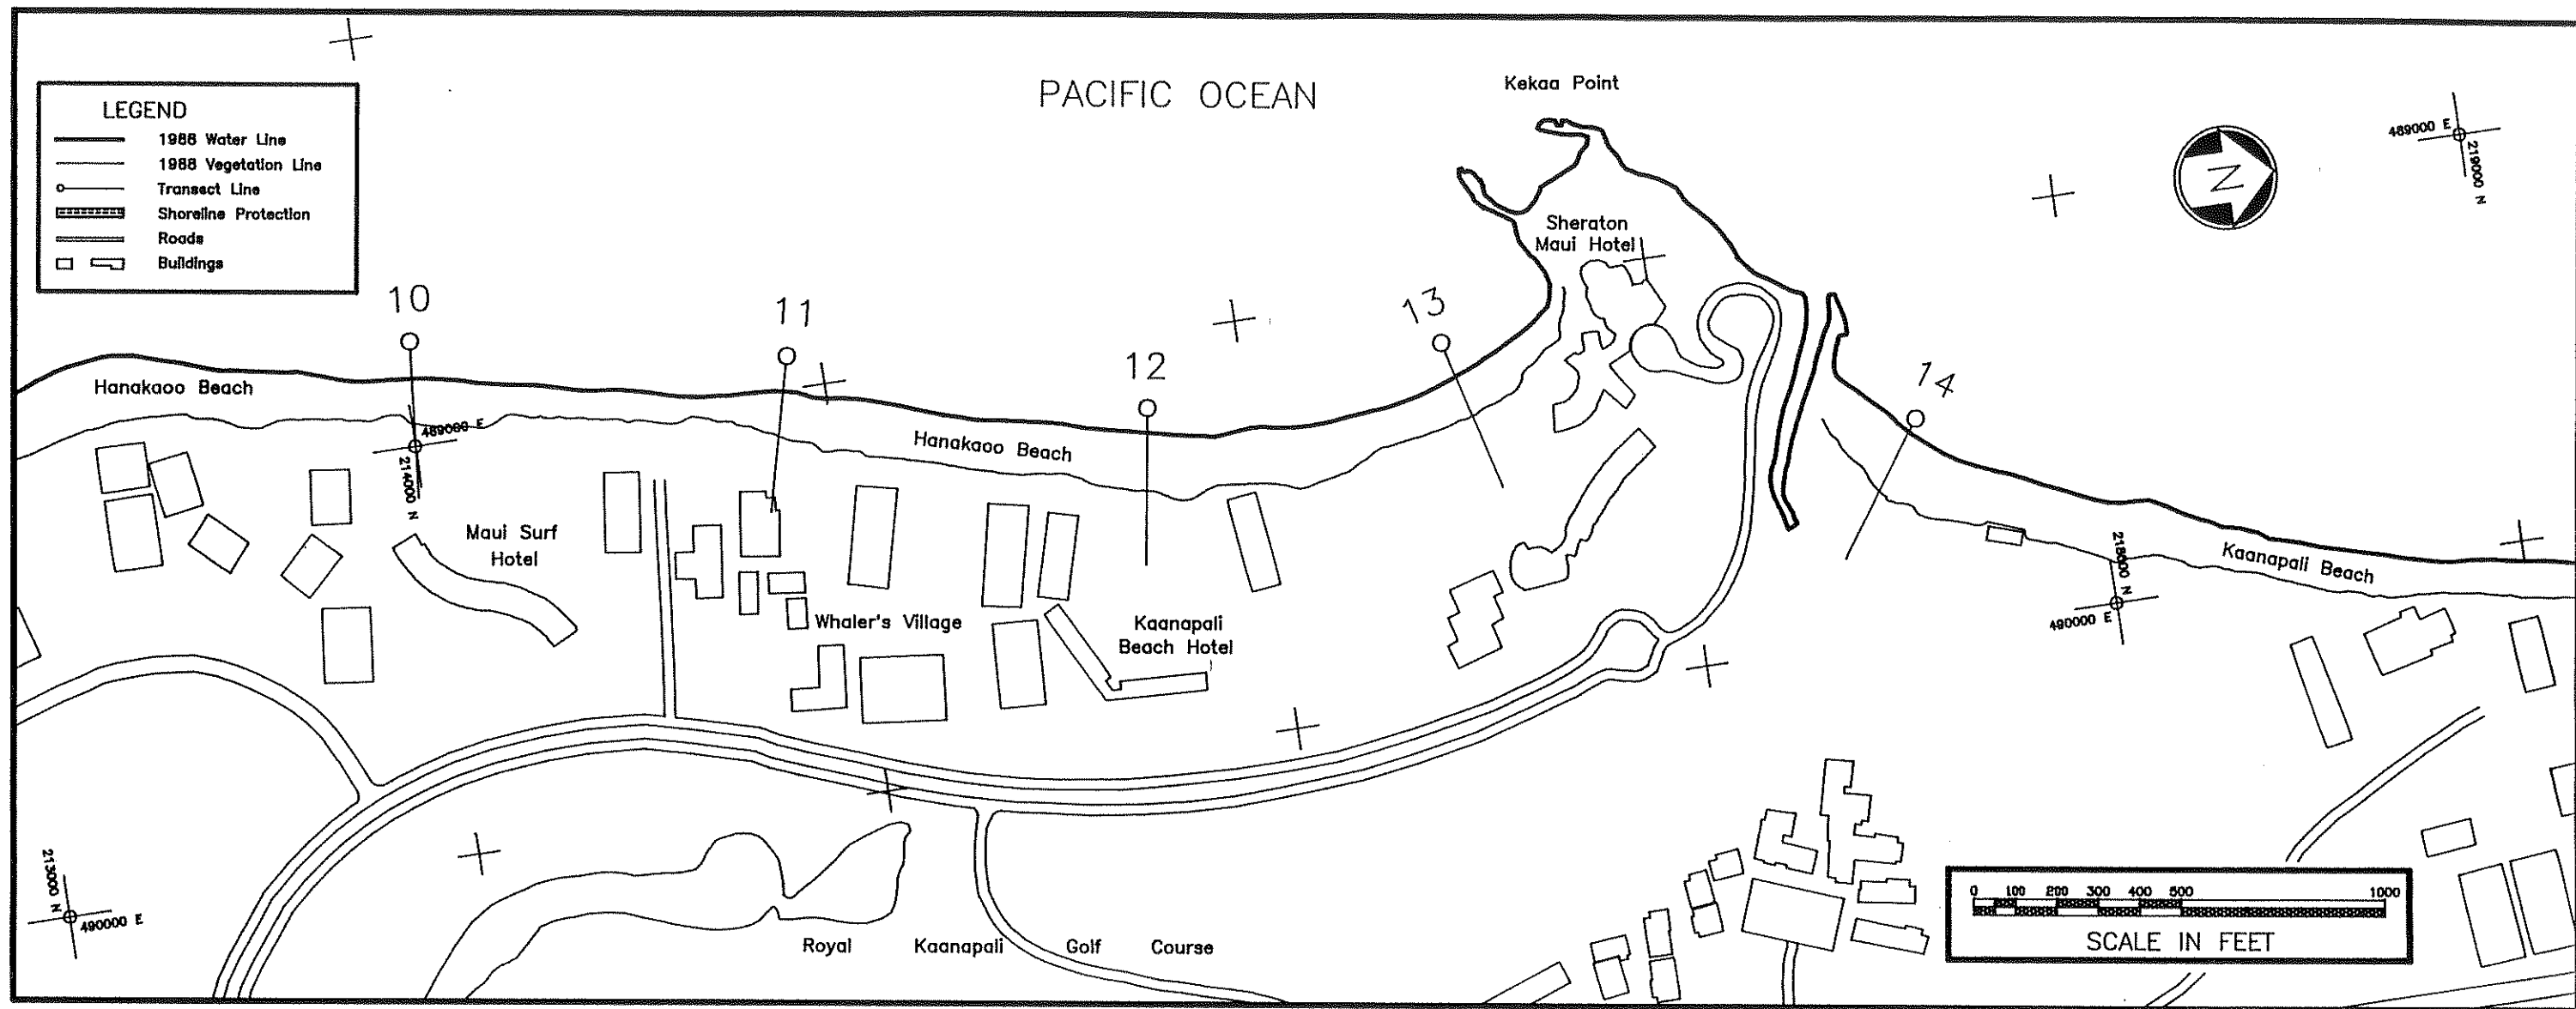 PACIFIC OCEAN
Kekaa Point
LEGEND
1988 Water Line
1988 Vegetation Line
Transect Line
Shoreline Protection
Roads
Buildings
489000 E
219000 N
N
Sheraton
Maui Hotel
10
11
12
13
14
Hanakaoo Beach
489000 E
214000 N
Hanakaoo Beach
Maui Surf
Hotel
Whaler's Village
Kaanapali
Beach Hotel
218000 N
490000 E
Kaanapali Beach
213000 N
490000 E
Royal Kaanapali Golf Course
0 100 200 300 400 500 1000
SCALE IN FEET